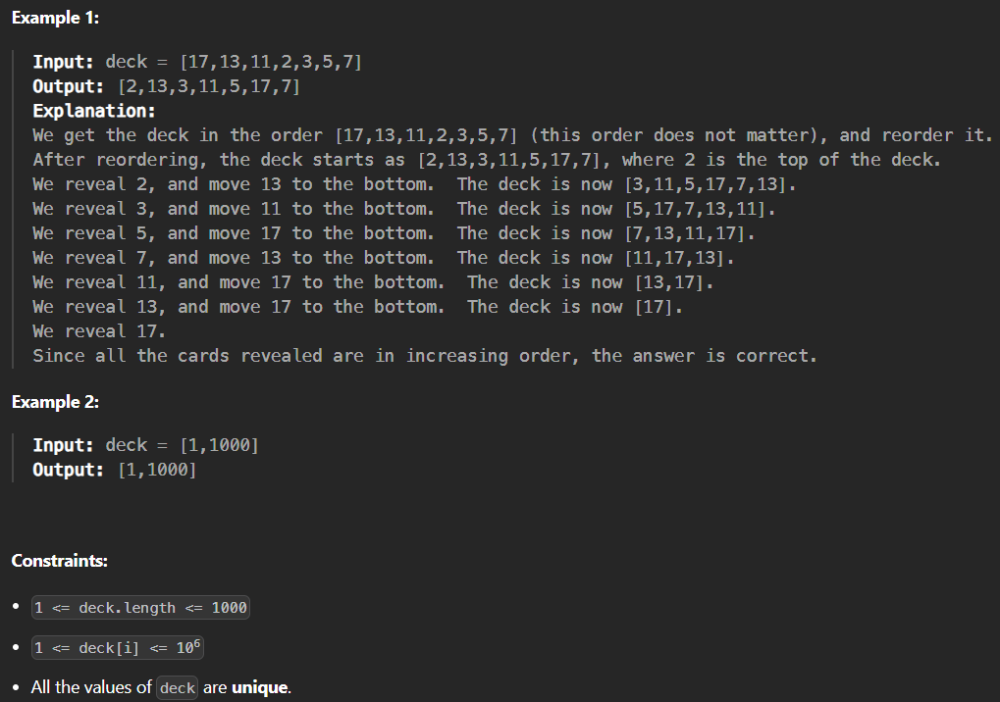 Example 1:
Input: deck = [17,13,11,2,3,5,7]
Output: [2,13,3,11,5,17,7]
Explanation:
We get the deck in the order [17,13,11,2,3,5,7] (this order does not matter), and reorder it.
After reordering, the deck starts as [2,13,3,11,5,17,7], where 2 is the top of the deck.
We reveal 2, and move 13 to the bottom.  The deck is now [3,11,5,17,7,13].
We reveal 3, and move 11 to the bottom.  The deck is now [5,17,7,13,11].
We reveal 5, and move 17 to the bottom.  The deck is now [7,13,11,17].
We reveal 7, and move 13 to the bottom.  The deck is now [11,17,13].
We reveal 11, and move 17 to the bottom.  The deck is now [13,17].
We reveal 13, and move 17 to the bottom.  The deck is now [17].
We reveal 17.
Since all the cards revealed are in increasing order, the answer is correct.
Example 2:
Input: deck = [1,1000]
Output: [1,1000]
Constraints:
• 1 <= deck.length <= 1000
• 1 <= deck[i] <= 10⁶
• All the values of deck are unique.